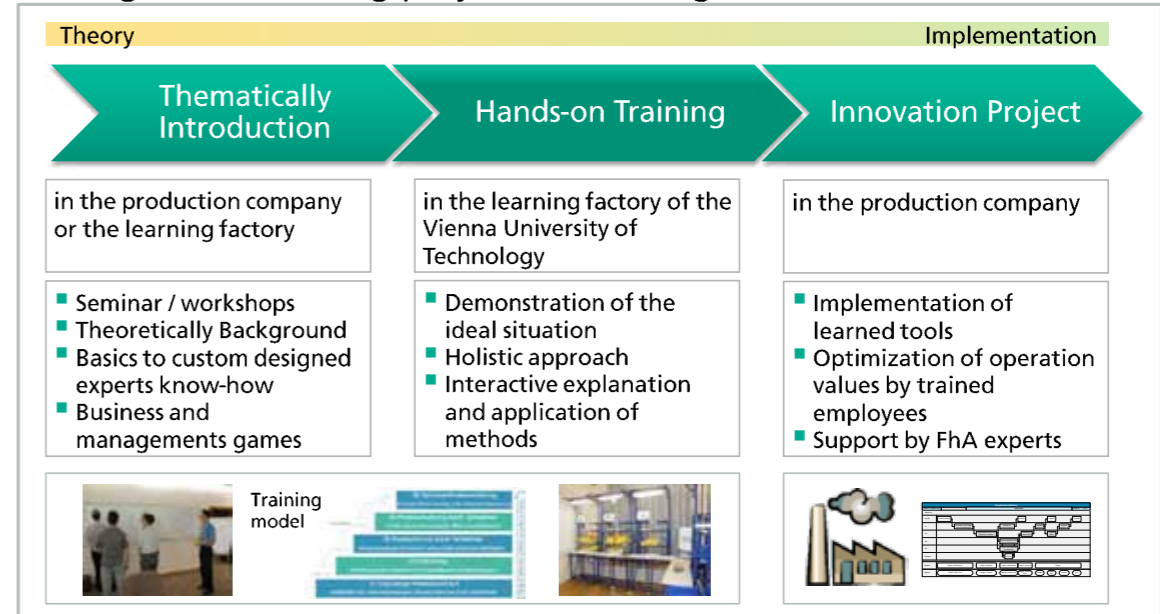 Theory
Implementation
Thematically
Introduction
Hands-on Training
Innovation Project
in the production company
or the learning factory
in the learning factory of the
Vienna University of
Technology
in the production company
Seminar / workshops
Theoretically Background
Basics to custom designed
experts know-how
Business and
managements games
Demonstration of the
ideal situation
Holistic approach
Interactive explanation
and application of
methods
Implementation of
learned tools
Optimization of operation
values by trained
employees
Support by FhA experts
Training
model